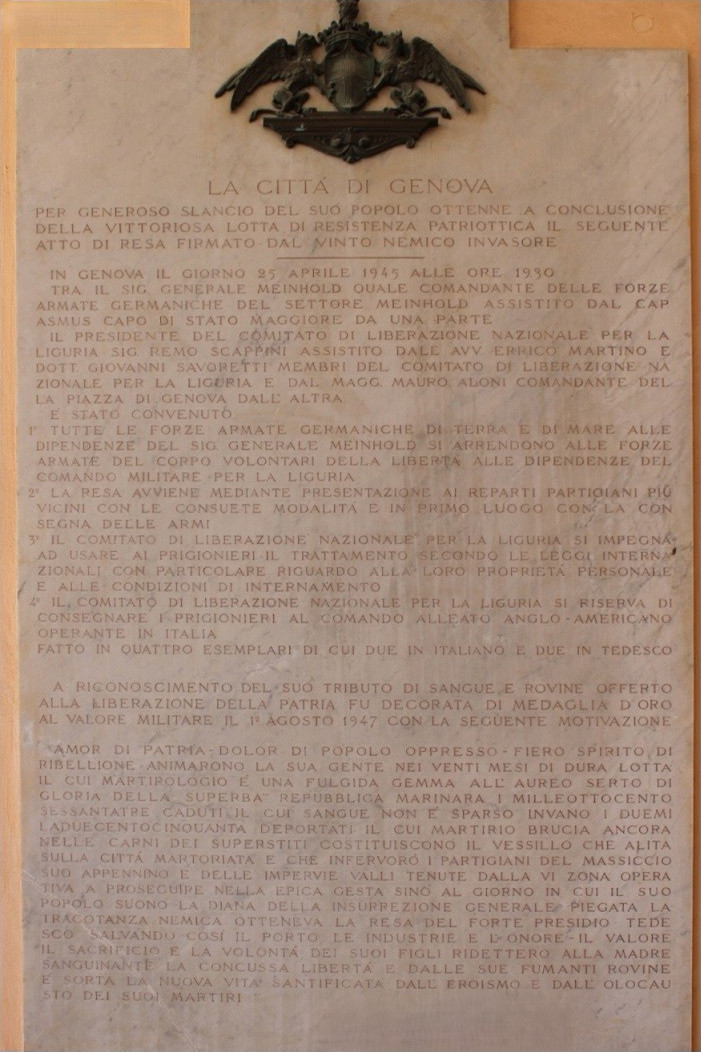 LA CITTÁ DI GENOVA
PER GENEROSO SLANCIO DEL SUO POPOLO OTTENNE A CONCLUSIONE
DELLA VITTORIOSA LOTTA DI RESISTENZA PATRIOTTICA IL SEGUENTE
ATTO DI RESA FIRMATO DAL VINTO NEMICO INVASORE
IN GENOVA IL GIORNO 25 APRILE 1945 ALLE ORE 1930
TRA IL SIG. GENERALE MEINHOLD QUALE COMANDANTE DELLE FORZE
ARMATE GERMANICHE DEL SETTORE MEINHOLD ASSISTITO DAL CAP
ASMUS CAPO DI STATO MAGGIORE DA UNA PARTE
IL PRESIDENTE DEL COMITATO DI LIBERAZIONE NAZIONALE PER LA
LIGURIA SIG. REMO SCAPPINI ASSISTITO DALL'AVV ERRICO MARTINO E
DOTT. GIOVANNI SAVORETTI MEMBRI DEL COMITATO DI LIBERAZIONE NA
ZIONALE PER LA LIGURIA E DAL MAGG. MAURO ALONI COMANDANTE DEL
LA PIAZZA DI GENOVA DALL'ALTRA
E STATO CONVENUTO
1º TUTTE LE FORZE ARMATE GERMANICHE DI TERRA E DI MARE ALLE
DIPENDENZE DEL SIG. GENERALE MEINHOLD SI ARRENDONO ALLE FORZE
ARMATE DEL CORPO VOLONTARI DELLA LIBERTÁ ALLE DIPENDENZE DEL
COMANDO MILITARE PER LA LIGURIA
2º LA RESA AVVIENE MEDIANTE PRESENTAZIONE AI REPARTI PARTIGIANI PIÚ
VICINI CON LE CONSUETE MODALITÁ E IN PRIMO LUOGO CON LA CON
SEGNA DELLE ARMI
3º IL COMITATO DI LIBERAZIONE NAZIONALE PER LA LIGURIA SI IMPEGNA
AD USARE AI PRIGIONIERI IL TRATTAMENTO SECONDO LE LEGGI INTERNA
ZIONALI CON PARTICOLARE RIGUARDO ALLA LORO PROPRIETÁ PERSONALE
E ALLE CONDIZIONI DI INTERNAMENTO
4º IL COMITATO DI LIBERAZIONE NAZIONALE PER LA LIGURIA SI RISERVA DI
CONSEGNARE I PRIGIONIERI AL COMANDO ALLEATO ANGLO-AMERICANO
OPERANTE IN ITALIA
FATTO IN QUATTRO ESEMPLARI DI CUI DUE IN ITALIANO E DUE IN TEDESCO
A RICONOSCIMENTO DEL SUO TRIBUTO DI SANGUE E ROVINE OFFERTO
ALLA LIBERAZIONE DELLA PATRIA FU DECORATA DI MEDAGLIA D'ORO
AL VALORE MILITARE IL 1º AGOSTO 1947 CON LA SEGUENTE MOTIVAZIONE
"AMOR DI PATRIA-DOLOR DI POPOLO OPPRESSO-FIERO SPIRITO DI
RIBELLIONE ANIMARONO LA SUA GENTE NEI VENTI MESI DI DURA LOTTA
IL CUI MARTIROLOGIO É UNA FULGIDA GEMMA ALL'AUREO SERTO DI
GLORIA DELLA "SUPERBA" REPUBBLICA MARINARA I MILLEOTTOCENTO
SESSANTATRE CADUTI IL CUI SANGUE NON É SPARSO INVANO I DUEMI
LADUECENTOCINQUANTA DEPORTATI IL CUI MARTIRIO BRUCIA ANCORA
NELLE CARNI DEI SUPERSTITI COSTITUISCONO IL VESSILLO CHE ALITA
SULLA CITTÁ MARTORIATA E CHE INFERVORÓ I PARTIGIANI DEL MASSICCIO
SUO APPENNINO E DELLE IMPERVIE VALLI TENUTE DALLA VI ZONA OPERA
TIVA A PROSEGUIRE NELLA EPICA GESTA SINO AL GIORNO IN CUI IL SUO
POPOLO SUONO LA DIANA DELLA INSURREZIONE GENERALE PIEGATA LA
TRACOTANZA NEMICA OTTENEVA LA RESA DEL FORTE PRESIDIO TEDE
SCO SALVANDO COSÍ IL PORTO LE INDUSTRIE E L'ONORE-IL VALORE
IL SACRIFICIO E LA VOLONTÁ DEI SUOI FIGLI RIDETTERO ALLA MADRE
SANGUINANTE LA CONCUSSA LIBERTÁ E DALLE SUE FUMANTI ROVINE
É SORTA LA NUOVA VITA SANTIFICATA DALL'EROISMO E DALL'OLOCAU
STO DEI SUOI MARTIRI"